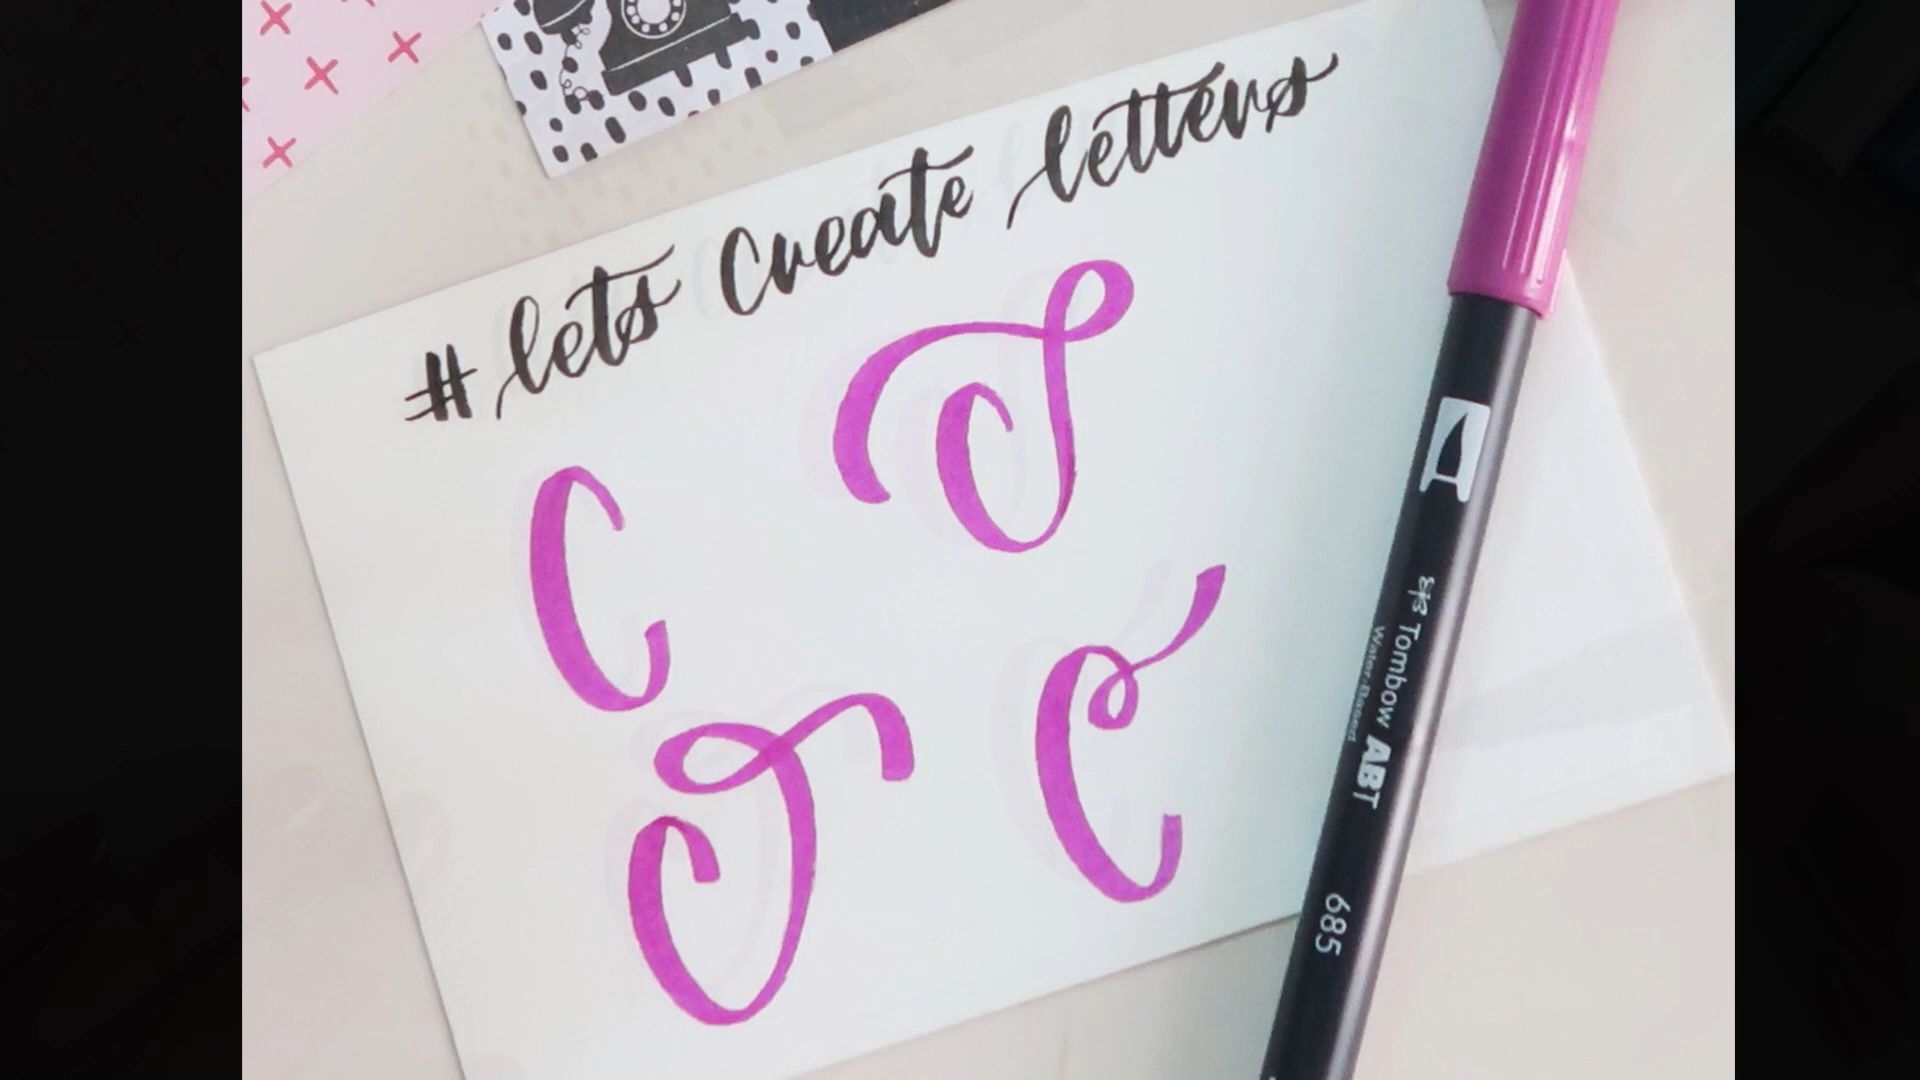 # lets Create letters
C C
C C
Tombow ABT
Water-Based
685